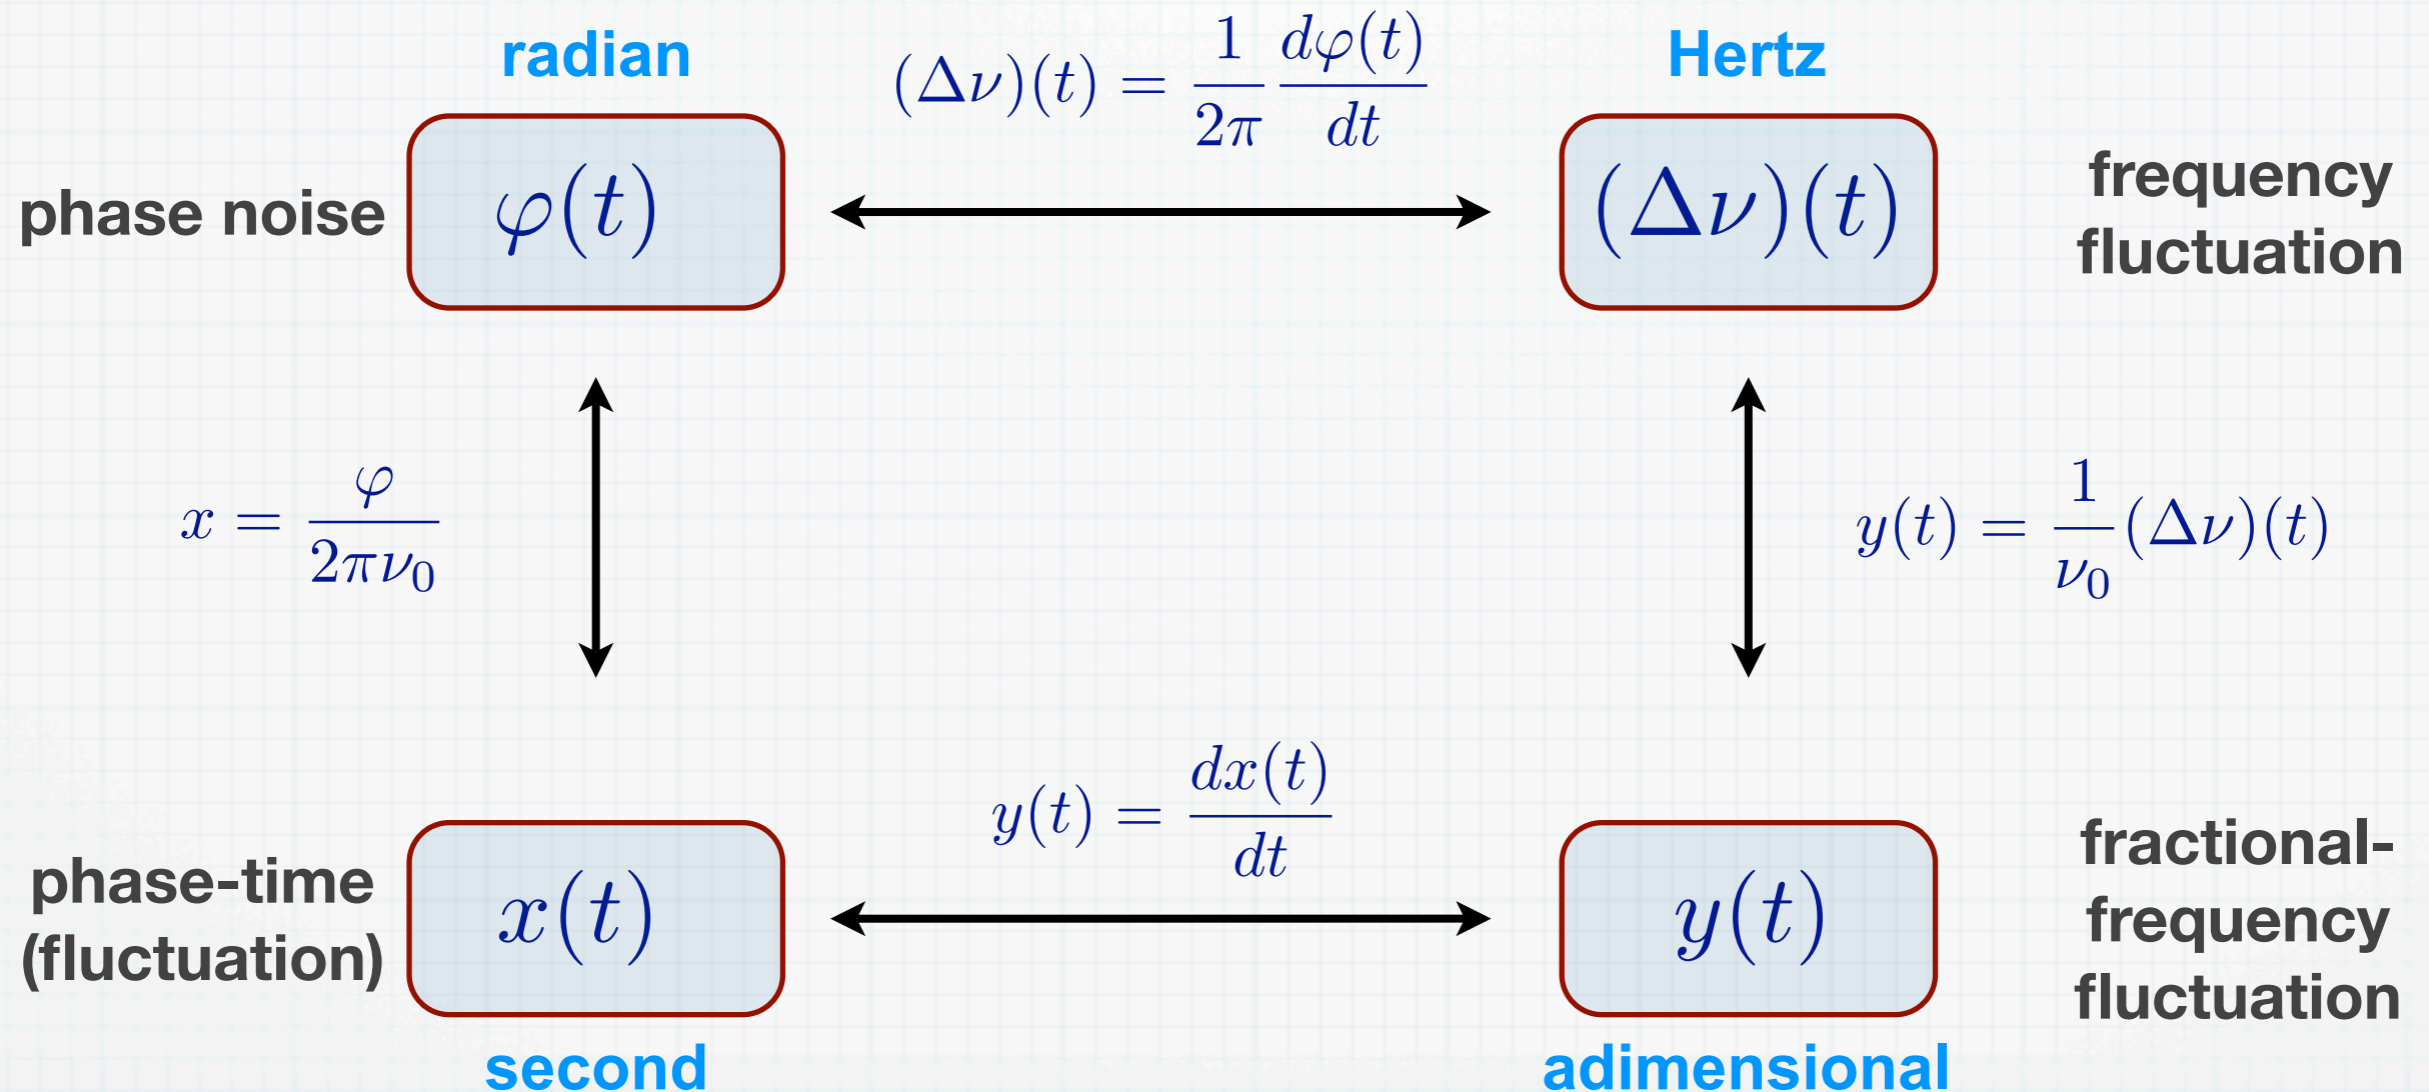 radian
(Δν)(t) = 1/2π dφ(t)/dt
Hertz
phase noise
φ(t)
(Δν)(t)
frequency
fluctuation
x = φ/2πν₀
y(t) = 1/ν₀ (Δν)(t)
y(t) = dx(t)/dt
phase-time
(fluctuation)
x(t)
y(t)
fractional-
frequency
fluctuation
second
adimensional